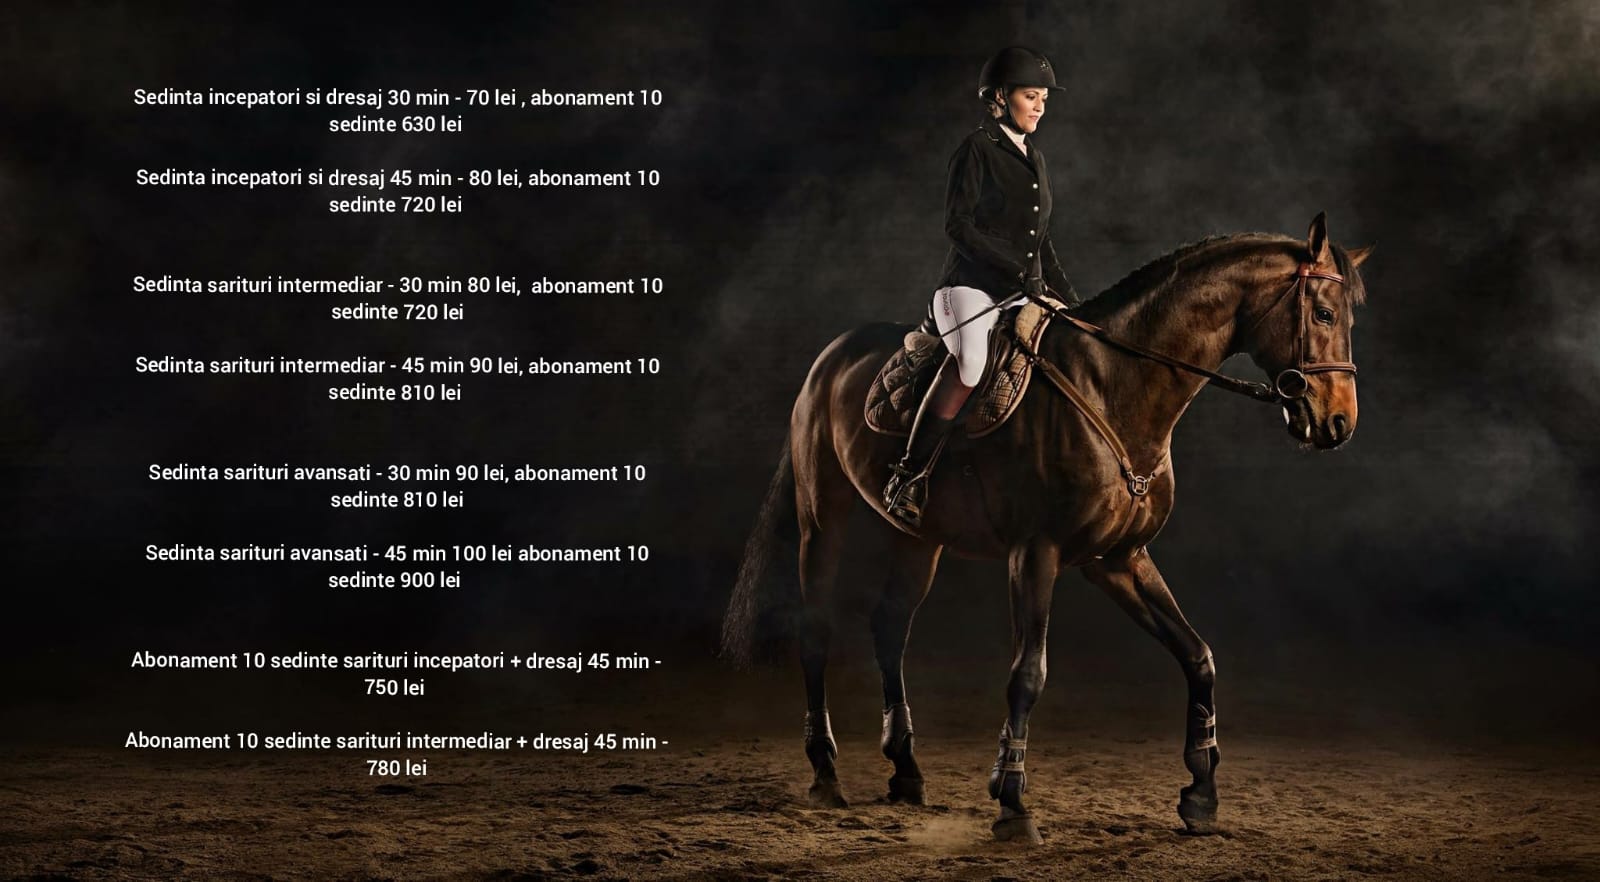 Sedinta incepatori si dresaj 30 min - 70 lei , abonament 10
sedinte 630 lei
Sedinta incepatori si dresaj 45 min - 80 lei, abonament 10
sedinte 720 lei
Sedinta sarituri intermediar - 30 min 80 lei,  abonament 10
sedinte 720 lei
Sedinta sarituri intermediar - 45 min 90 lei, abonament 10
sedinte 810 lei
Sedinta sarituri avansati - 30 min 90 lei, abonament 10
sedinte 810 lei
Sedinta sarituri avansati - 45 min 100 lei abonament 10
sedinte 900 lei
Abonament 10 sedinte sarituri incepatori + dresaj 45 min -
750 lei
Abonament 10 sedinte sarituri intermediar + dresaj 45 min -
780 lei